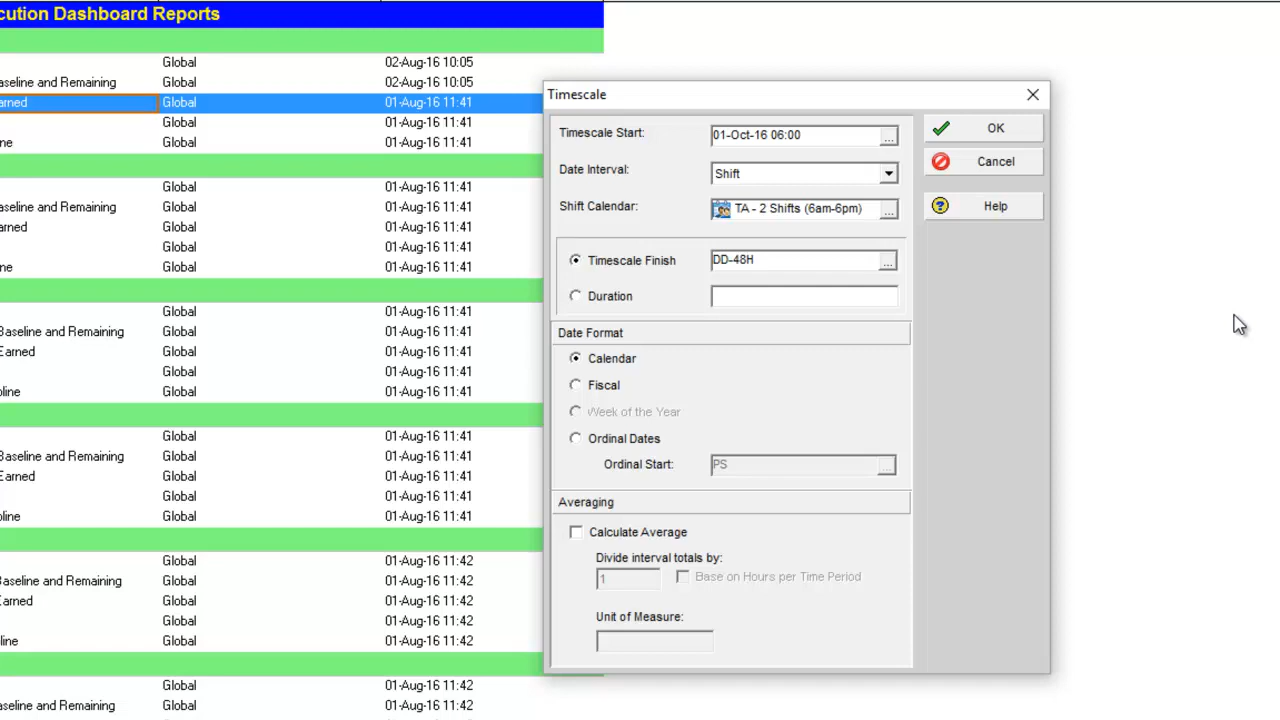 cution Dashboard Reports
Global 02-Aug-16 10:05
aseline and Remaining Global 02-Aug-16 10:05
arned Global 01-Aug-16 11:41
Global 01-Aug-16 11:41
ne Global 01-Aug-16 11:41
Global 01-Aug-16 11:41
aseline and Remaining Global 01-Aug-16 11:41
arned Global 01-Aug-16 11:41
Global 01-Aug-16 11:41
ne Global 01-Aug-16 11:41
Global 01-Aug-16 11:41
Baseline and Remaining Global 01-Aug-16 11:41
Earned Global 01-Aug-16 11:41
Global 01-Aug-16 11:41
oline Global 01-Aug-16 11:41
Global 01-Aug-16 11:41
Baseline and Remaining Global 01-Aug-16 11:41
Earned Global 01-Aug-16 11:41
Global 01-Aug-16 11:41
oline Global 01-Aug-16 11:41
Global 01-Aug-16 11:42
Baseline and Remaining Global 01-Aug-16 11:42
Earned Global 01-Aug-16 11:42
Global 01-Aug-16 11:42
line Global 01-Aug-16 11:42
Global 01-Aug-16 11:42
aseline and Remaining Global 01-Aug-16 11:42
Timescale
Timescale Start: 01-Oct-16 06:00 ...
Date Interval: Shift
Shift Calendar: TA - 2 Shifts (6am-6pm) ...
Timescale Finish DD-48H ...
Duration
Date Format
Calendar
Fiscal
Week of the Year
Ordinal Dates
Ordinal Start: PS ...
Averaging
Calculate Average
Divide interval totals by:
1 Base on Hours per Time Period
Unit of Measure:
OK
Cancel
? Help